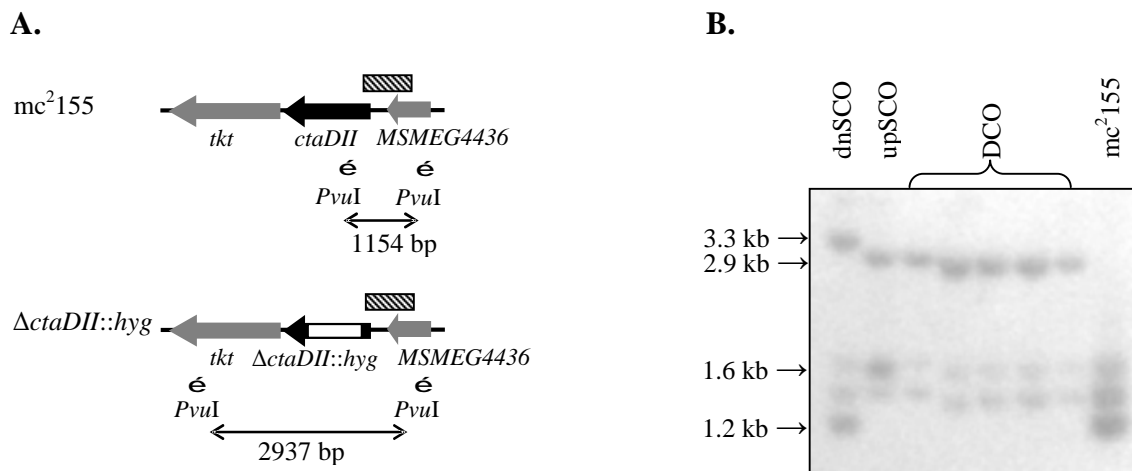 A.
mc²155
tkt ctaDII MSMEG4436
é é
PvuI PvuI
1154 bp
ΔctaDII::hyg
tkt ΔctaDII::hyg MSMEG4436
é é
PvuI PvuI
2937 bp
B.
dnSCO upSCO DCO mc²155
3.3 kb →
2.9 kb →
1.6 kb →
1.2 kb →